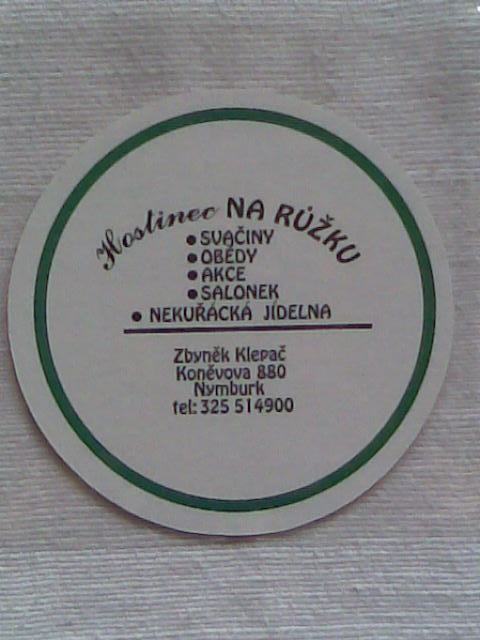 Hostinec NA RŮŽKU
• SVAČINY
• OBĚDY
• AKCE
• SALONEK
• NEKUŘÁCKÁ JÍDELNA
Zbyněk Klepač
Koněvova 880
Nymburk
tel: 325 514900